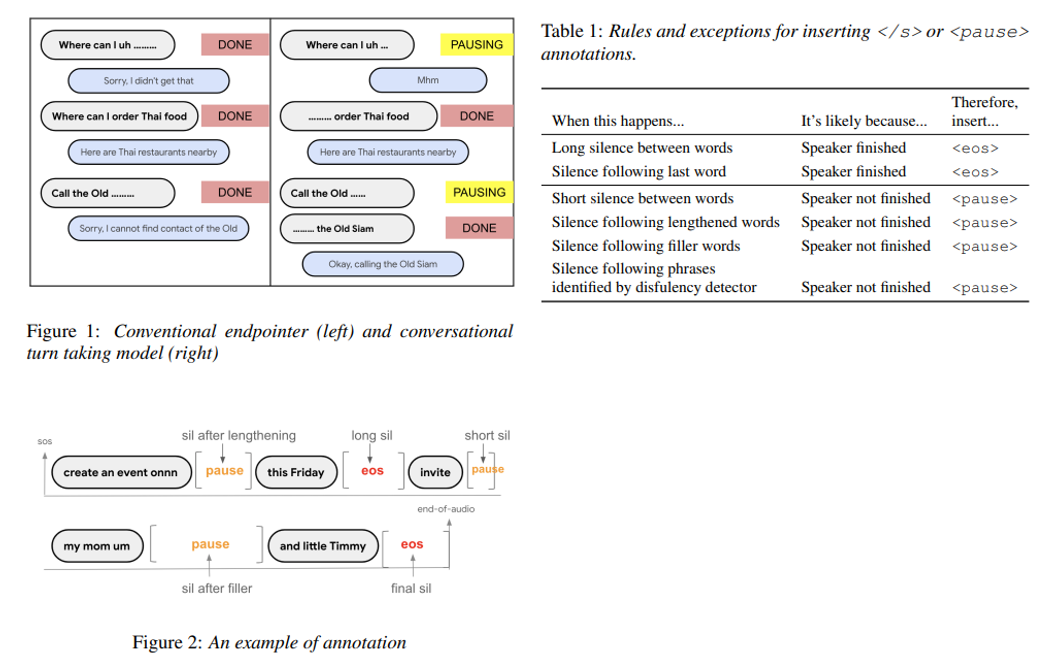 Where can I uh .........
DONE
Sorry, I didn't get that
Where can I order Thai food
DONE
Here are Thai restaurants nearby
Call the Old .........
DONE
Sorry, I cannot find contact of the Old
Where can I uh ...
PAUSING
Mhm
......... order Thai food
DONE
Here are Thai restaurants nearby
Call the Old ......
PAUSING
......... the Old Siam
DONE
Okay, calling the Old Siam
Figure 1: Conventional endpointer (left) and conversational
turn taking model (right)
sil after lengthening long sil short sil
sos
create an event onnn pause this Friday eos invite pause
end-of-audio
my mom um pause and little Timmy eos
sil after filler final sil
Figure 2: An example of annotation
Table 1: Rules and exceptions for inserting </s> or <pause>
annotations.
Therefore,
When this happens... It's likely because... insert...
Long silence between words Speaker finished <eos>
Silence following last word Speaker finished <eos>
Short silence between words Speaker not finished <pause>
Silence following lengthened words Speaker not finished <pause>
Silence following filler words Speaker not finished <pause>
Silence following phrases
identified by disfulency detector Speaker not finished <pause>